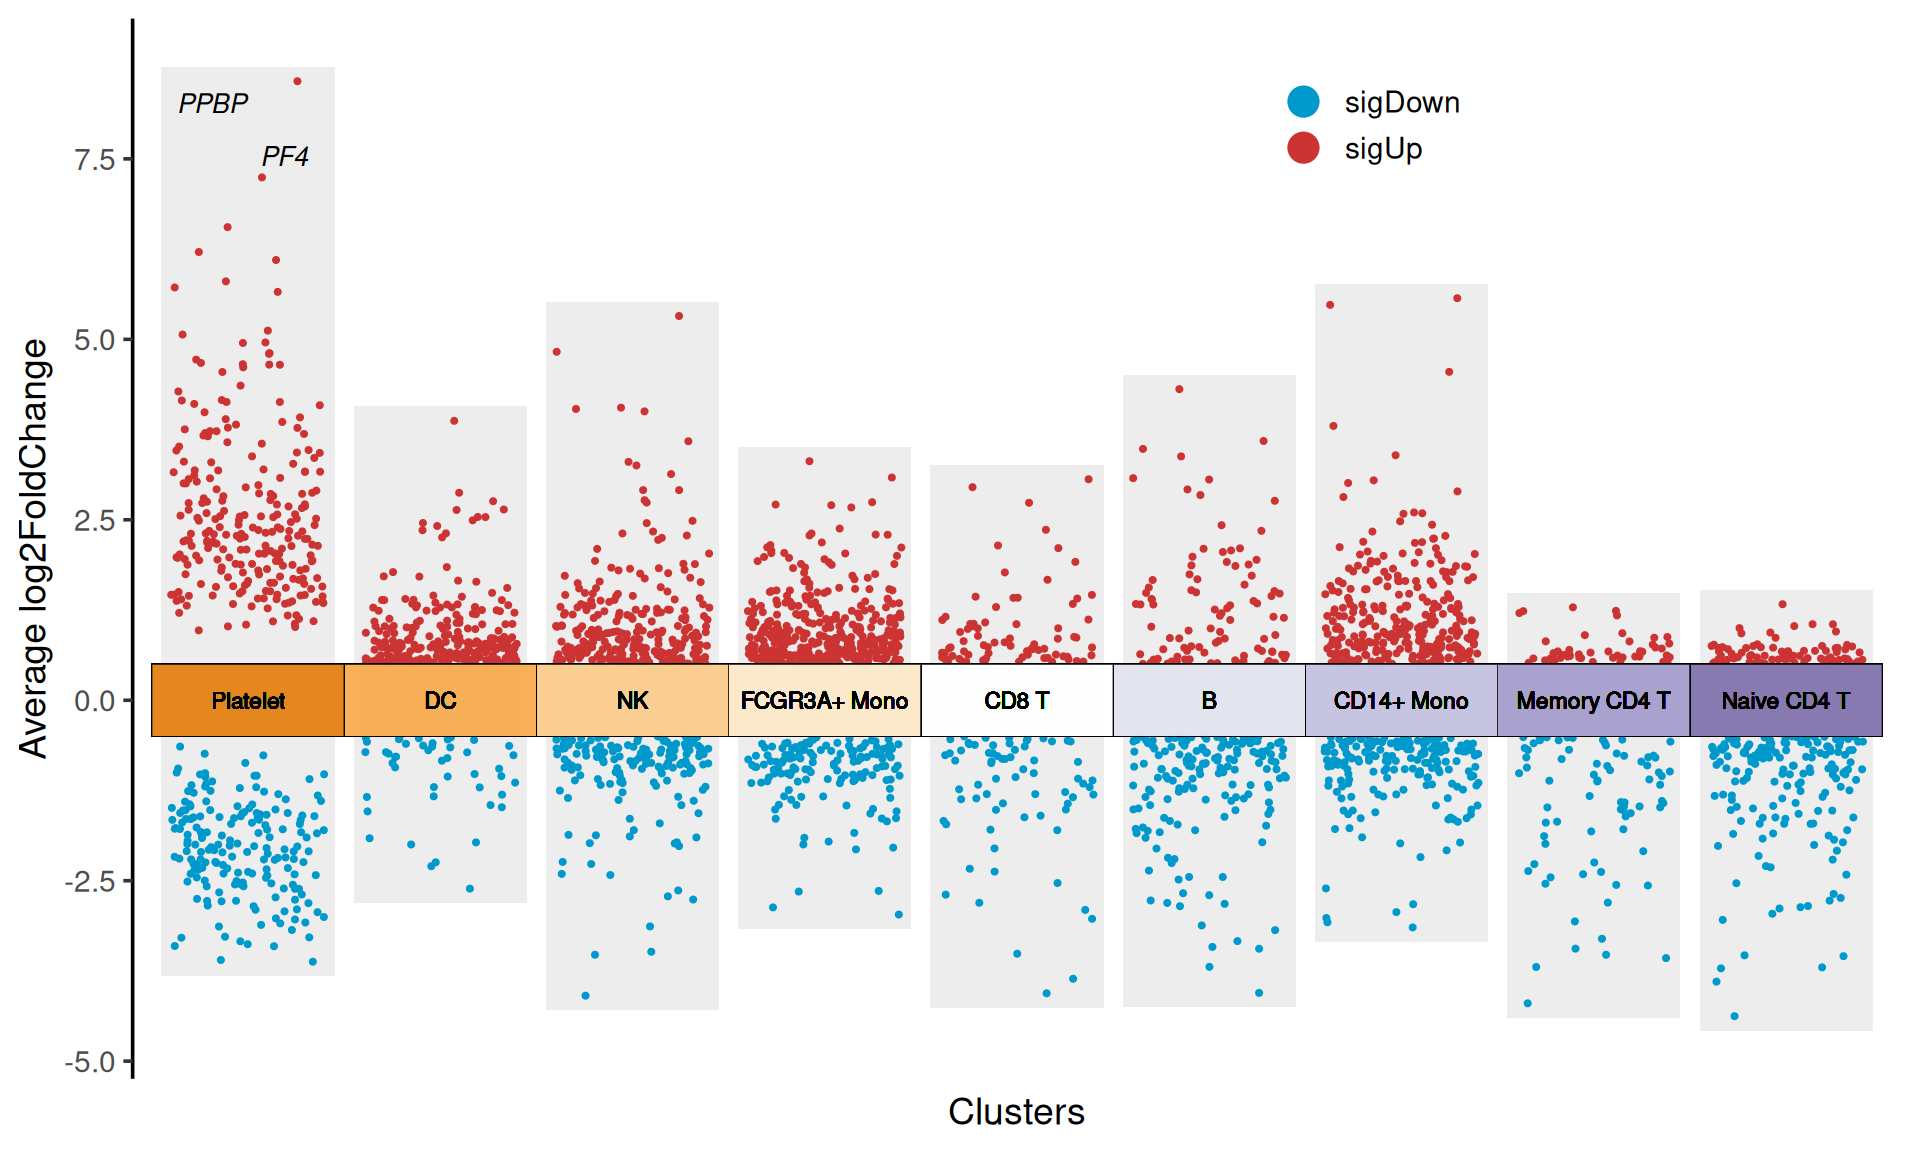 PPBP
PF4
sigDown
sigUp
7.5
5.0
2.5
0.0
-2.5
-5.0
Average log2FoldChange
Platelet
DC
NK
FCGR3A+ Mono
CD8 T
B
CD14+ Mono
Memory CD4 T
Naive CD4 T
Clusters